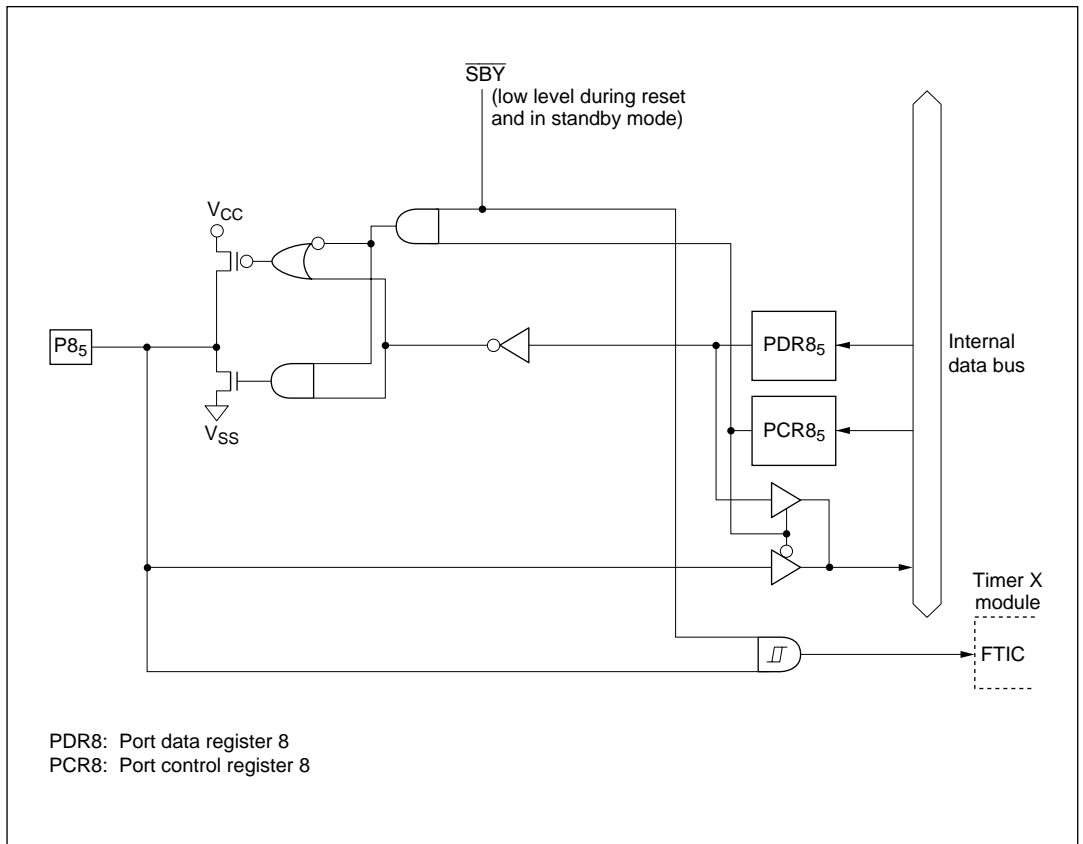 S̅B̅Y̅
(low level during reset
and in standby mode)
VCC
P85
VSS
PDR85
PCR85
Internal
data bus
Timer X
module
FTIC
PDR8: Port data register 8
PCR8: Port control register 8